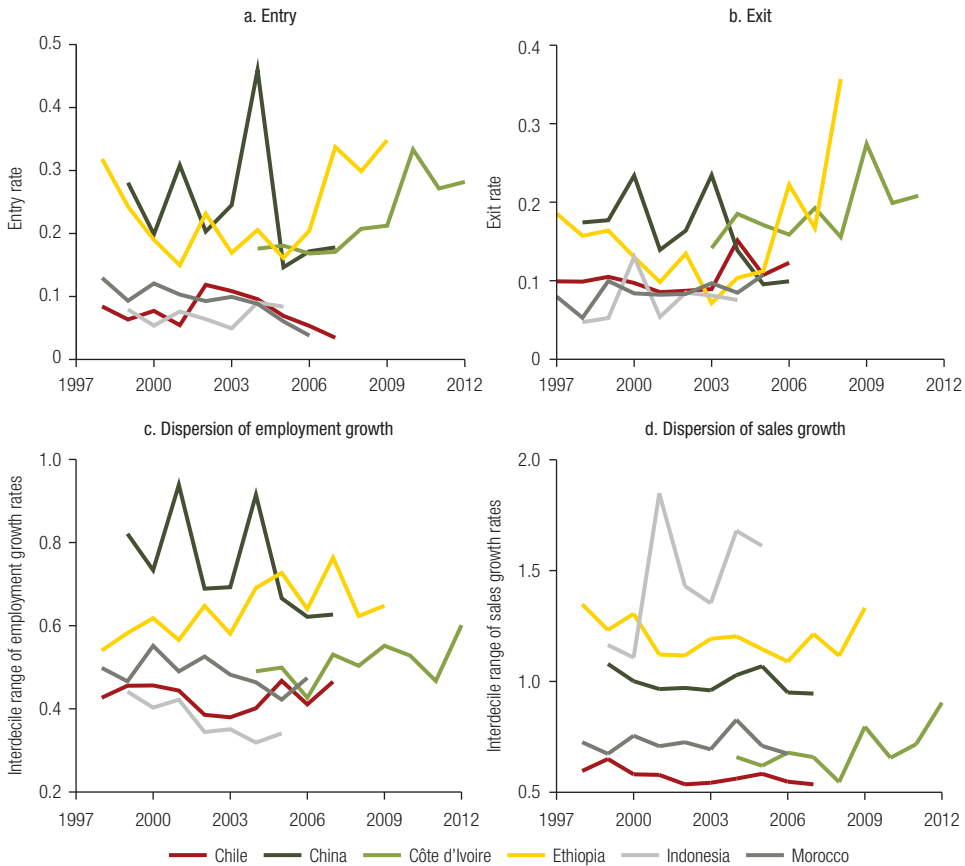 a. Entry
Entry rate
0.5
0.4
0.3
0.2
0.1
0
1997 2000 2003 2006 2009 2012
b. Exit
Exit rate
0.4
0.3
0.2
0.1
0
1997 2000 2003 2006 2009 2012
c. Dispersion of employment growth
Interdecile range of employment growth rates
1.0
0.8
0.6
0.4
0.2
1997 2000 2003 2006 2009 2012
d. Dispersion of sales growth
Interdecile range of sales growth rates
2.0
1.5
1.0
0.5
1997 2000 2003 2006 2009 2012
Chile China Côte d'Ivoire Ethiopia Indonesia Morocco